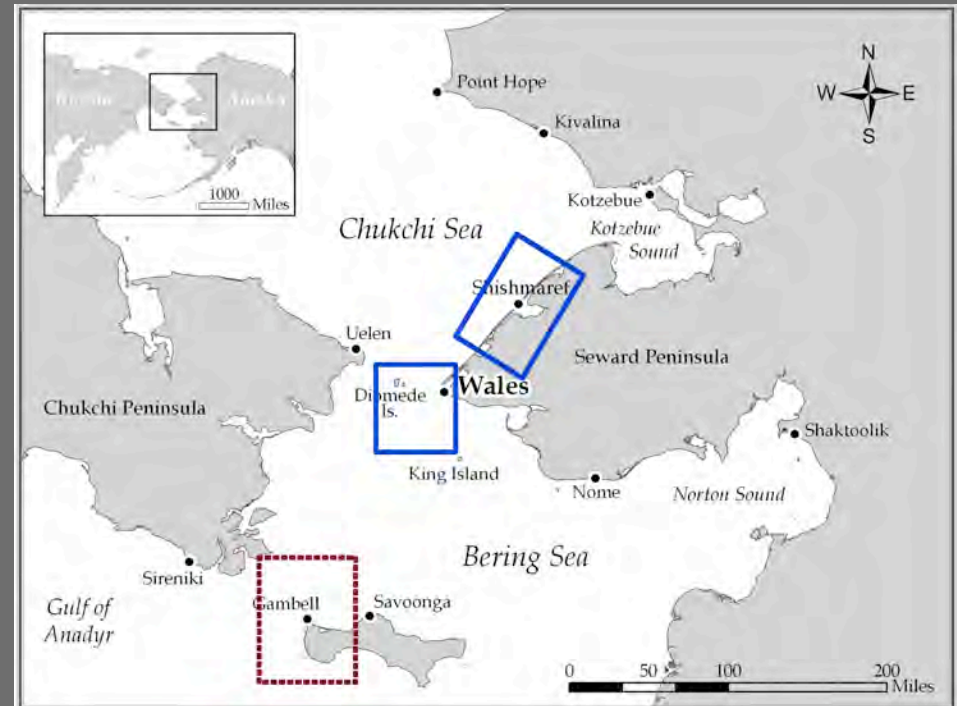 Russia
Alaska
1000
Miles
N
W
E
S
Point Hope
Kivalina
Kotzebue
Kotzebue
Sound
Chukchi Sea
Shishmaref
Uelen
Seward Peninsula
Wales
Diomede
Is.
Chukchi Peninsula
Shaktoolik
King Island
Nome
Norton Sound
Bering Sea
Sireniki
Gambell
Savoonga
Gulf of
Anadyr
0 50 100 200
Miles